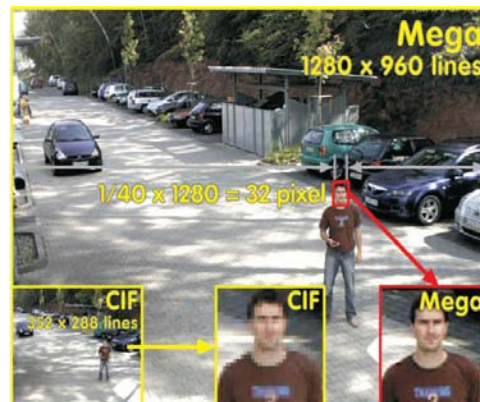 Mega
1280 x 960 lines
1/40 x 1280 = 32 pixel
CIF
352 x 288 lines
CIF
Mega